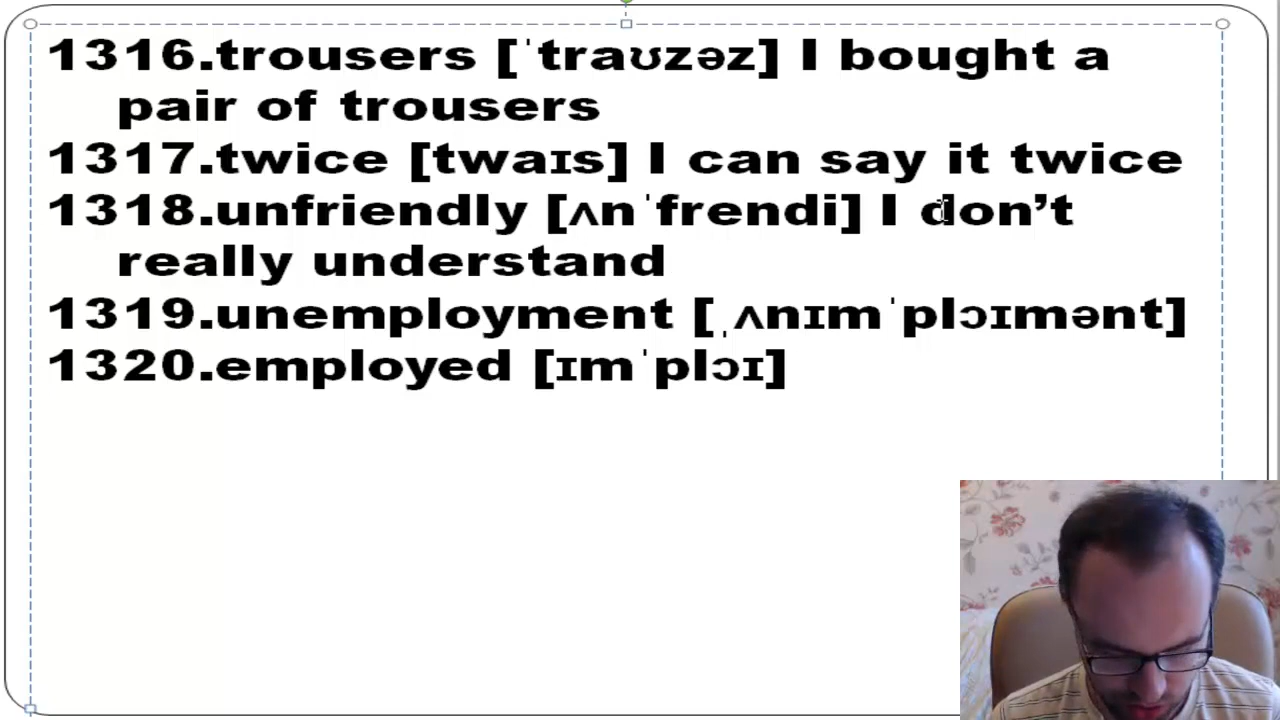 1316.trousers [ˈtraʊzəz] I bought a
pair of trousers
1317.twice [twaɪs] I can say it twice
1318.unfriendly [ʌnˈfrendi] I don’t
really understand
1319.unemployment [ˌʌnɪmˈplɔɪmənt]
1320.employed [ɪmˈplɔɪ]